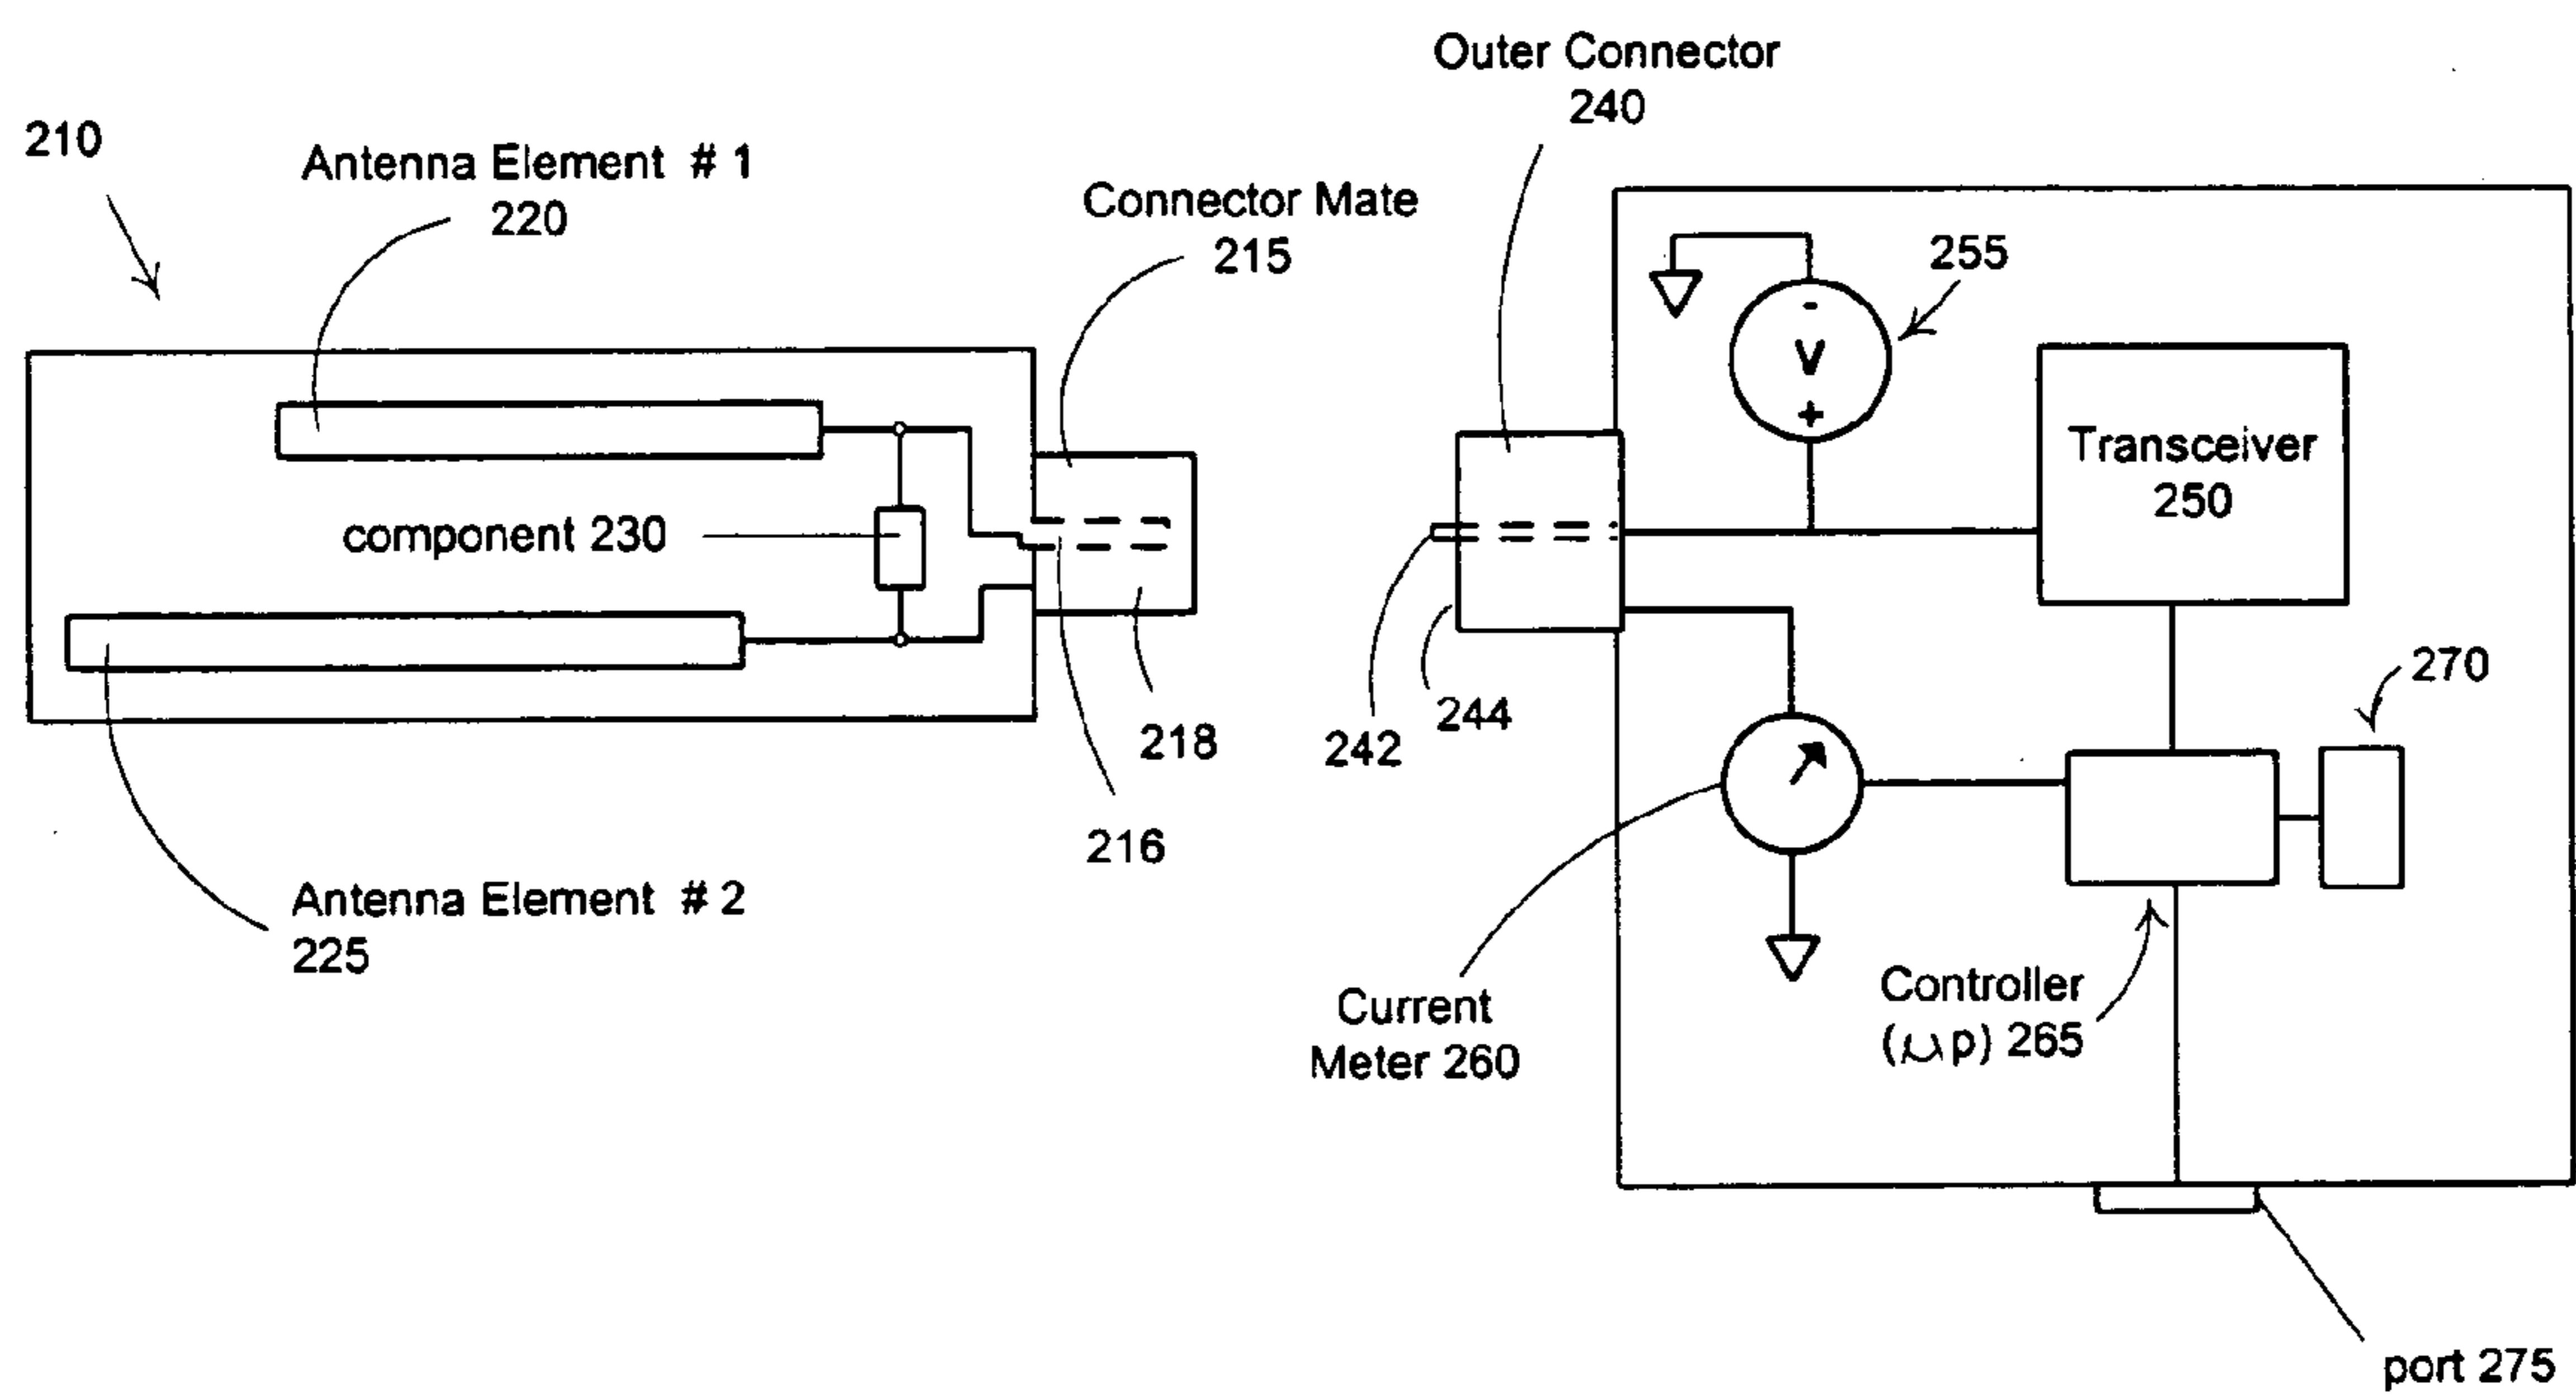 Outer Connector
240
210
Antenna Element # 1
220
Connector Mate
215
255
-
V
+
Transceiver
250
component 230
270
244
242
218
216
Antenna Element # 2
225
Current
Meter 260
Controller
(μp) 265
port 275